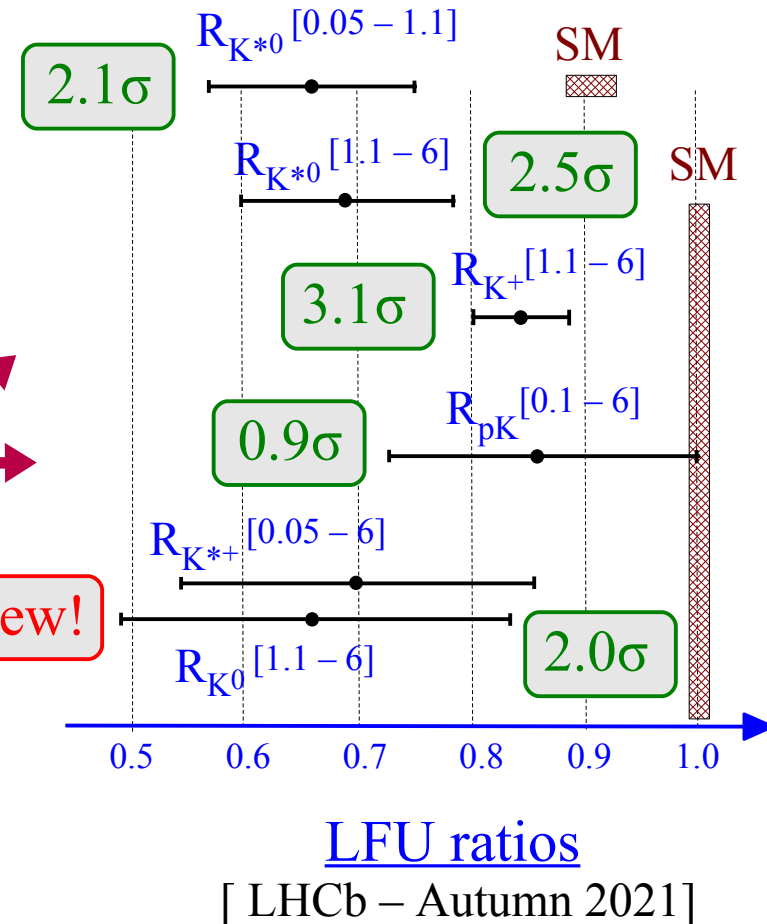 R_K*0 [0.05 – 1.1]
SM
2.1σ
R_K*0 [1.1 – 6]
2.5σ
SM
R_K+ [1.1 – 6]
3.1σ
R_pK [0.1 – 6]
0.9σ
R_K*+ [0.05 – 6]
ew!
R_K0 [1.1 – 6]
2.0σ
0.5 0.6 0.7 0.8 0.9 1.0
LFU ratios
[ LHCb – Autumn 2021]